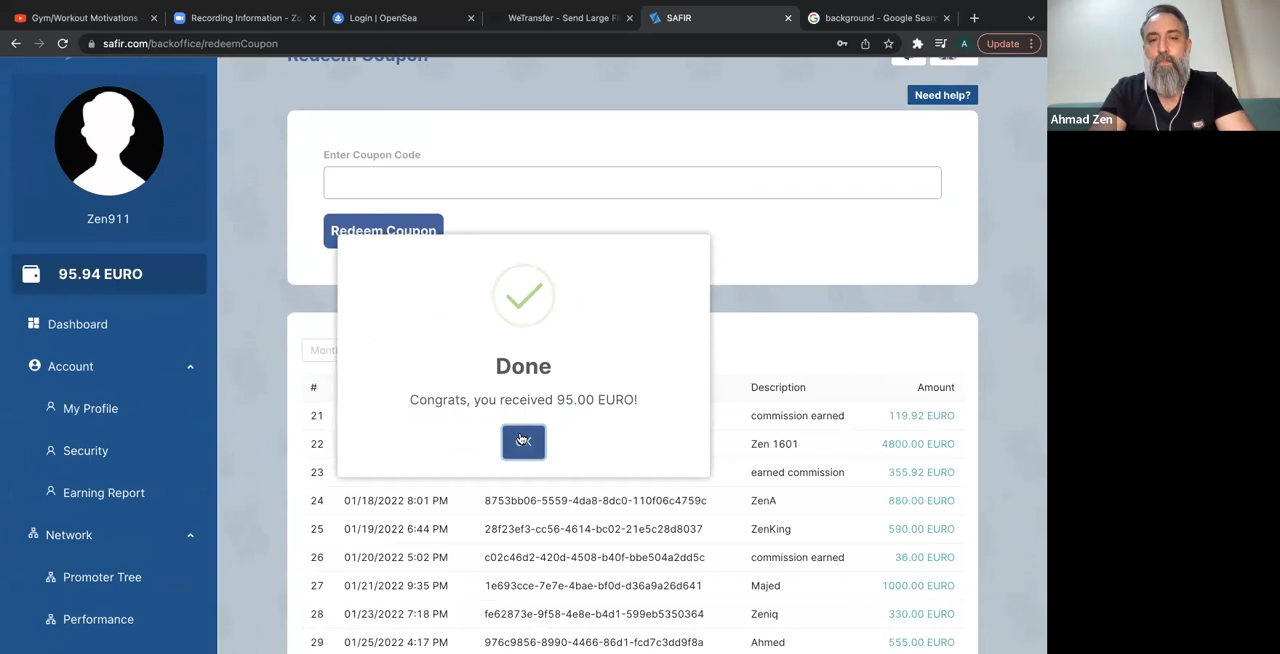 Gym/Workout Motivations
Recording Information - Zo
Login | OpenSea
WeTransfer - Send Large Fi
SAFIR
background - Google Sear
safir.com/backoffice/redeemCoupon
A
Update
Ahmad Zen
Redeem Coupon
Need help?
Zen911
95.94 EURO
Dashboard
Account
My Profile
Security
Earning Report
Network
Promoter Tree
Performance
Enter Coupon Code
Redeem Coupon
Done
Congrats, you received 95.00 EURO!
Month
# Description Amount
21 commission earned 119.92 EURO
22 Zen 1601 4800.00 EURO
23 earned commission 355.92 EURO
24 01/18/2022 8:01 PM 8753bb06-5559-4da8-8dc0-110f06c4759c ZenA 880.00 EURO
25 01/19/2022 6:44 PM 28f23ef3-cc56-4614-bc02-21e5c28d8037 ZenKing 590.00 EURO
26 01/20/2022 5:02 PM c02c46d2-420d-4508-b40f-bbe504a2dd5c commission earned 36.00 EURO
27 01/21/2022 9:35 PM 1e693cce-7e7e-4bae-bf0d-d36a9a26d641 Majed 1000.00 EURO
28 01/23/2022 7:18 PM fe62873e-9f58-4e8e-b4d1-599eb5350364 Zeniq 330.00 EURO
29 01/25/2022 4:17 PM 976c9856-8990-4466-86d1-fcd7c3dd9f8a Ahmed 555.00 EURO